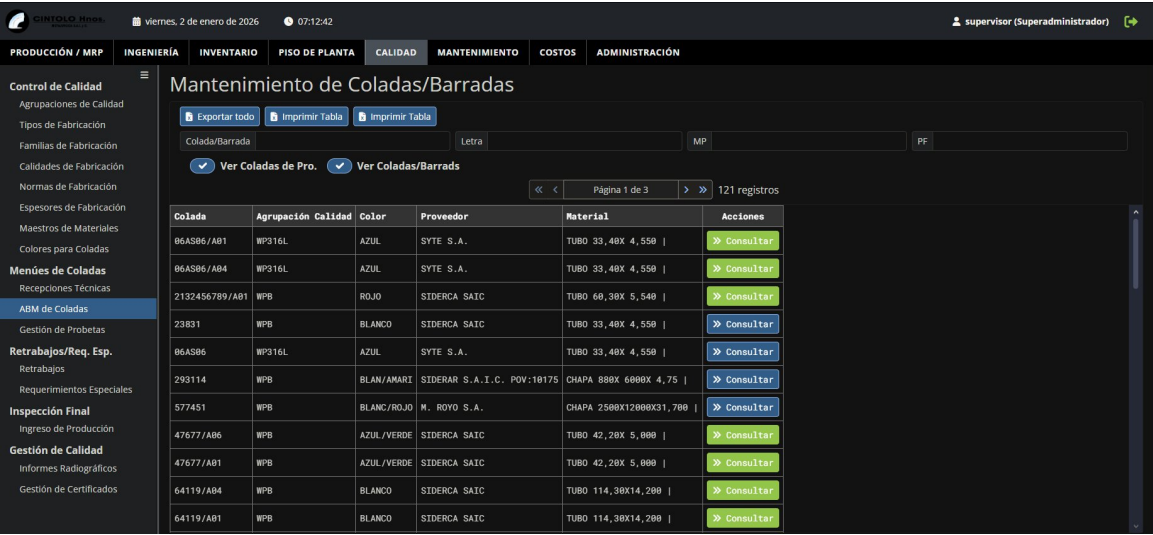 CINTOLO Hnos. viernes, 2 de enero de 2026 07:12:42 supervisor (Superadministrador)
PRODUCCIÓN / MRP INGENIERÍA INVENTARIO PISO DE PLANTA CALIDAD MANTENIMIENTO COSTOS ADMINISTRACIÓN
Control de Calidad
Agrupaciones de Calidad
Tipos de Fabricación
Familias de Fabricación
Calidades de Fabricación
Normas de Fabricación
Espesores de Fabricación
Maestros de Materiales
Colores para Coladas
Menúes de Coladas
Recepciones Técnicas
ABM de Coladas
Gestión de Probetas
Retrabajos/Req. Esp.
Retrabajos
Requerimientos Especiales
Inspección Final
Ingreso de Producción
Gestión de Calidad
Informes Radiográficos
Gestión de Certificados
Mantenimiento de Coladas/Barradas
Exportar todo Imprimir Tabla Imprimir Tabla
Colada/Barrada Letra MP PF
Ver Coladas de Pro. Ver Coladas/Barrads
« ‹ Página 1 de 3 › » 121 registros
Colada Agrupación Calidad Color Proveedor Material Acciones
06AS06/A01 WP316L AZUL SYTE S.A. TUBO 33,40X 4,550 | » Consultar
06AS06/A04 WP316L AZUL SYTE S.A. TUBO 33,40X 4,550 | » Consultar
2132456789/A01 WPB ROJO SIDERCA SAIC TUBO 60,30X 5,540 | » Consultar
23831 WPB BLANCO SIDERCA SAIC TUBO 33,40X 4,550 | » Consultar
06AS06 WP316L AZUL SYTE S.A. TUBO 33,40X 4,550 | » Consultar
293114 WPB BLAN/AMARI SIDERAR S.A.I.C. POV:10175 CHAPA 880X 6000X 4,75 | » Consultar
577451 WPB BLANC/ROJO M. ROYO S.A. CHAPA 2500X12000X31,700 | » Consultar
47677/A06 WPB AZUL/VERDE SIDERCA SAIC TUBO 42,20X 5,000 | » Consultar
47677/A01 WPB AZUL/VERDE SIDERCA SAIC TUBO 42,20X 5,000 | » Consultar
64119/A04 WPB BLANCO SIDERCA SAIC TUBO 114,30X14,200 | » Consultar
64119/A01 WPB BLANCO SIDERCA SAIC TUBO 114,30X14,200 | » Consultar